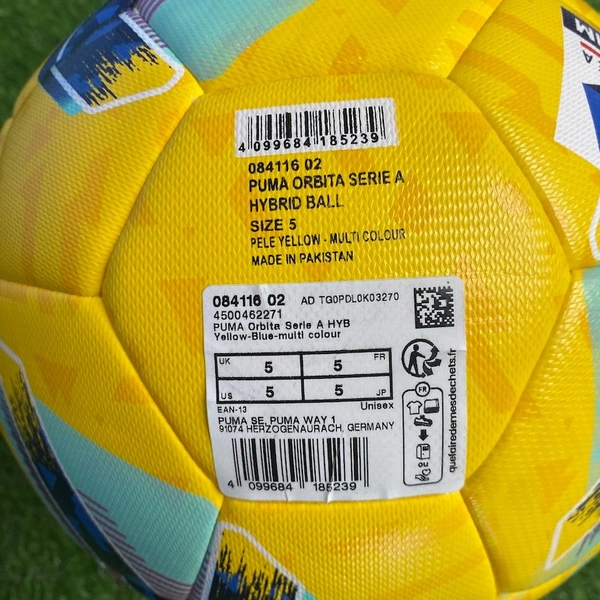 4 099684 185239
084116 02
PUMA ORBITA SERIE A
HYBRID BALL
SIZE 5
PELE YELLOW - MULTI COLOUR
MADE IN PAKISTAN
084116 02 AD TG0PDL0K03270
4500462271
PUMA Orbita Serie A HYB
Yellow-Blue-multi colour
UK 5 5 FR
US 5 5 JP
EAN-13 Unisex
PUMA SE, PUMA WAY 1
91074 HERZOGENAURACH, GERMANY
4 099684 185239
FR
OU
quefairedemesdechets.fr